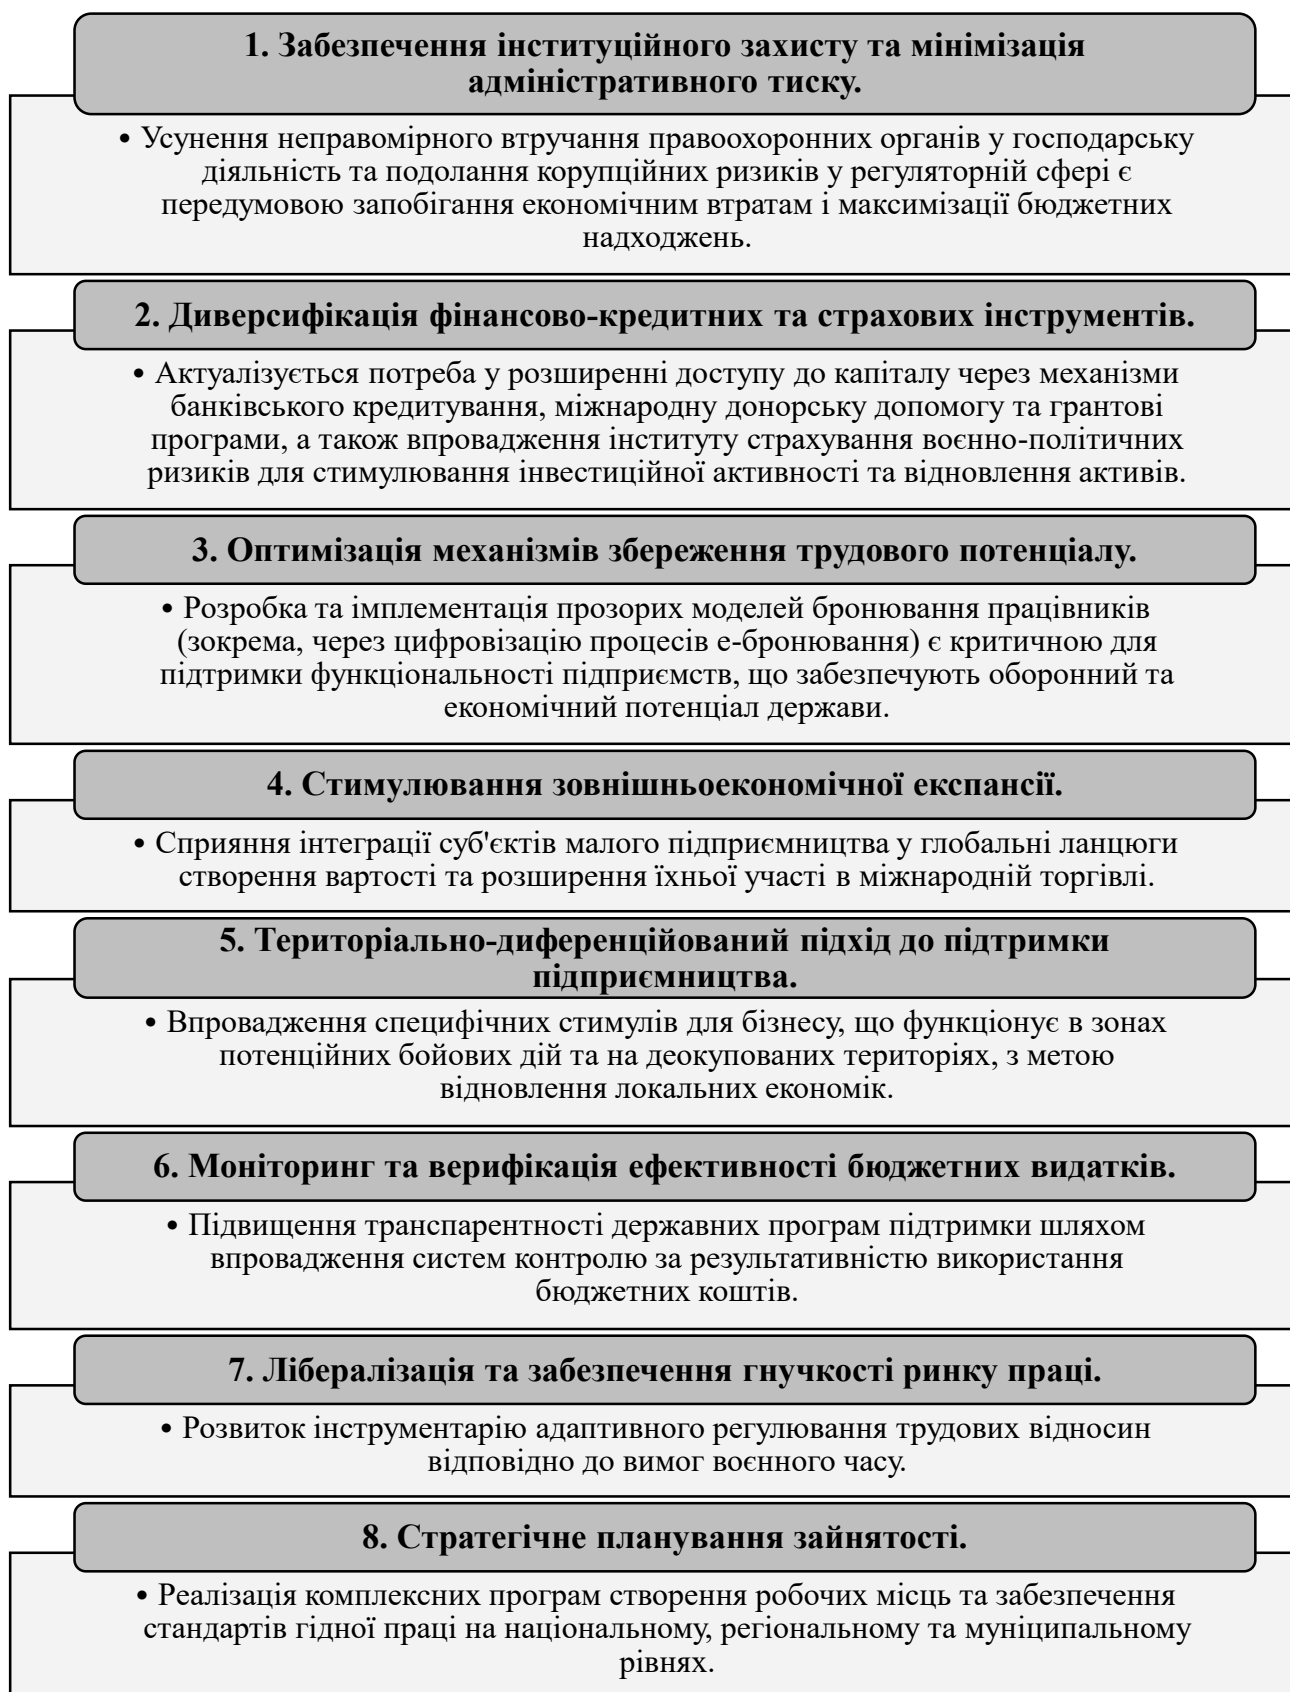 1. Забезпечення інституційного захисту та мінімізація
адміністративного тиску.
• Усунення неправомірного втручання правоохоронних органів у господарську
діяльність та подолання корупційних ризиків у регуляторній сфері є
передумовою запобігання економічним втратам і максимізації бюджетних
надходжень.
2. Диверсифікація фінансово-кредитних та страхових інструментів.
• Актуалізується потреба у розширенні доступу до капіталу через механізми
банківського кредитування, міжнародну донорську допомогу та грантові
програми, а також впровадження інституту страхування воєнно-політичних
ризиків для стимулювання інвестиційної активності та відновлення активів.
3. Оптимізація механізмів збереження трудового потенціалу.
• Розробка та імплементація прозорих моделей бронювання працівників
(зокрема, через цифровізацію процесів е-бронювання) є критичною для
підтримки функціональності підприємств, що забезпечують оборонний та
економічний потенціал держави.
4. Стимулювання зовнішньоекономічної експансії.
• Сприяння інтеграції суб'єктів малого підприємництва у глобальні ланцюги
створення вартості та розширення їхньої участі в міжнародній торгівлі.
5. Територіально-диференційований підхід до підтримки
підприємництва.
• Впровадження специфічних стимулів для бізнесу, що функціонує в зонах
потенційних бойових дій та на деокупованих територіях, з метою
відновлення локальних економік.
6. Моніторинг та верифікація ефективності бюджетних видатків.
• Підвищення транспарентності державних програм підтримки шляхом
впровадження систем контролю за результативністю використання
бюджетних коштів.
7. Лібералізація та забезпечення гнучкості ринку праці.
• Розвиток інструментарію адаптивного регулювання трудових відносин
відповідно до вимог воєнного часу.
8. Стратегічне планування зайнятості.
• Реалізація комплексних програм створення робочих місць та забезпечення
стандартів гідної праці на національному, регіональному та муніципальному
рівнях.